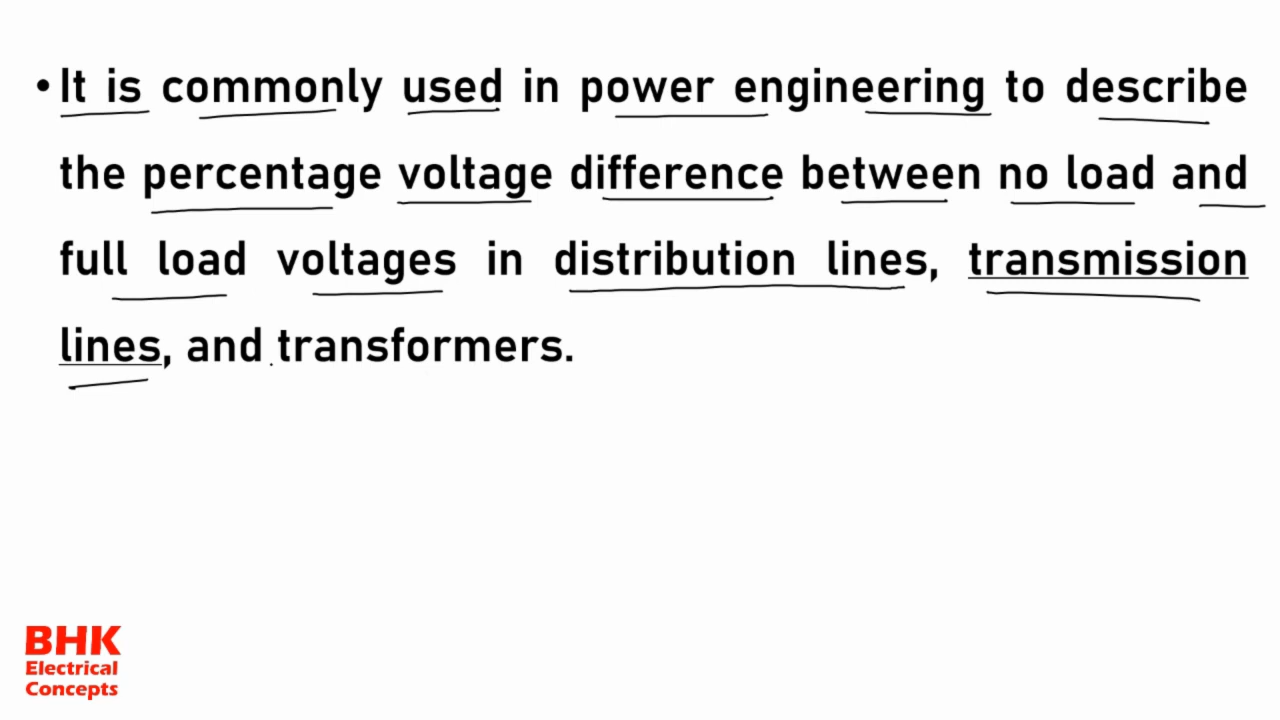 • It is commonly used in power engineering to describe
the percentage voltage difference between no load and
full load voltages in distribution lines, transmission
lines, and transformers.
BHK
Electrical
Concepts